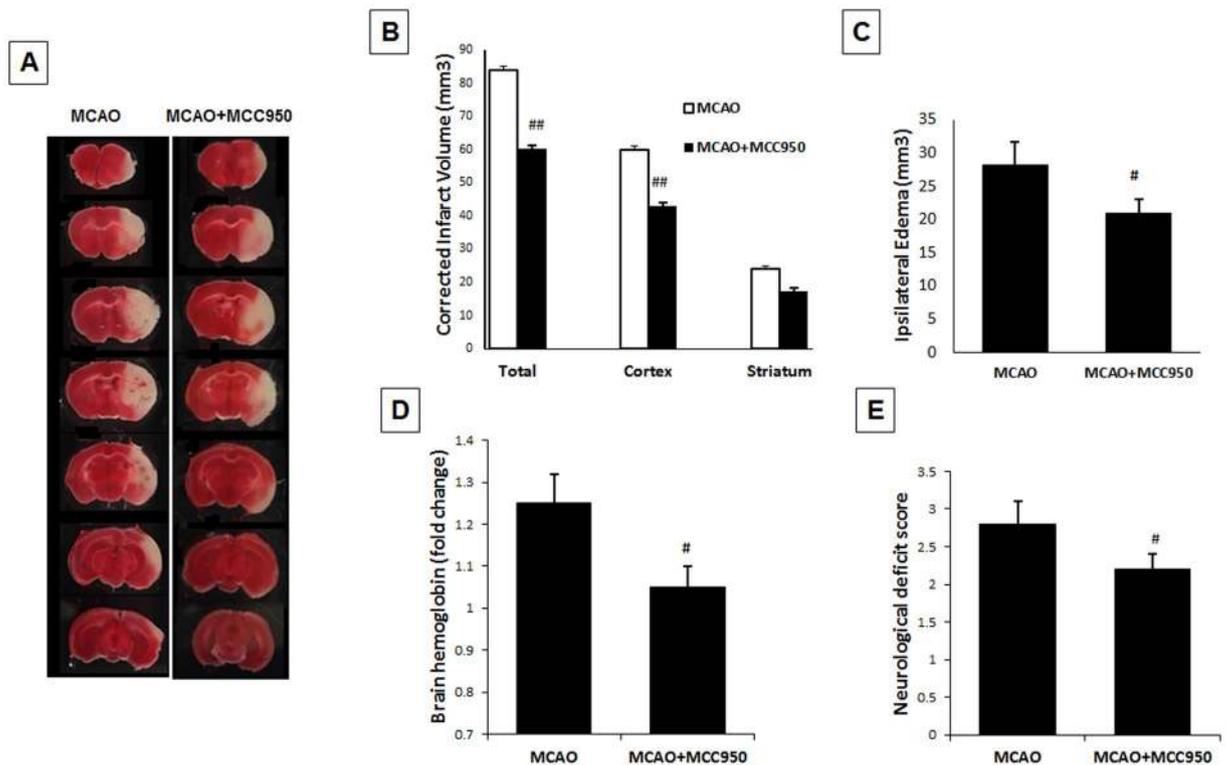 A
MCAO MCAO+MCC950
B
Corrected Infarct Volume (mm3)
90
80
70
60
50
40
30
20
10
0
##
##
MCAO
MCAO+MCC950
Total Cortex Striatum
C
Ipsilateral Edema (mm3)
35
30
25
20
15
10
5
0
#
MCAO MCAO+MCC950
D
Brain hemoglobin (fold change)
1.4
1.3
1.2
1.1
1
0.9
0.8
0.7
#
MCAO MCAO+MCC950
E
Neurological deficit score
3.5
3
2.5
2
1.5
1
0.5
0
#
MCAO MCAO+MCC950